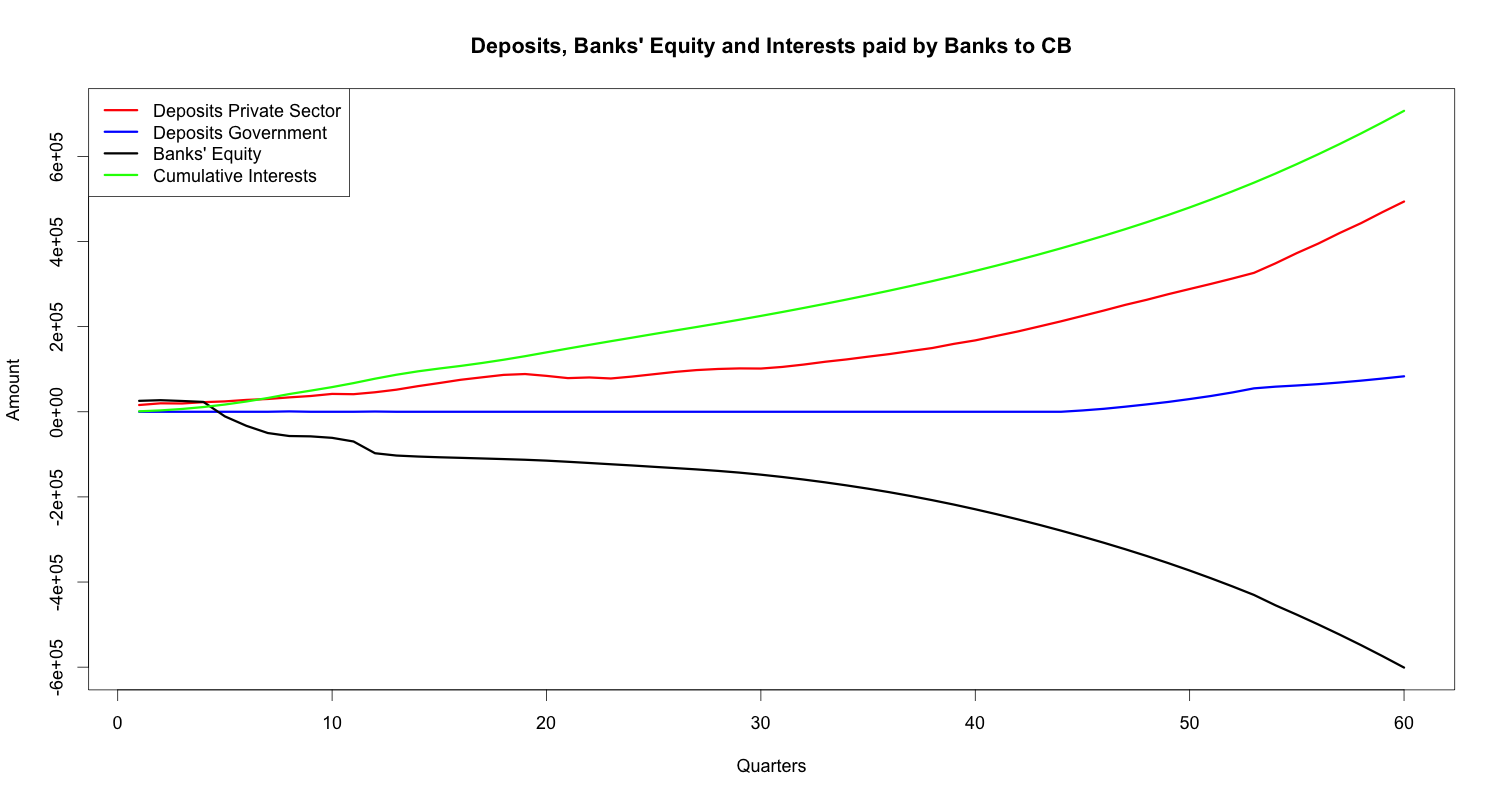 Deposits, Banks' Equity and Interests paid by Banks to CB
Deposits Private Sector
Deposits Government
Banks' Equity
Cumulative Interests
Amount
6e+05
4e+05
2e+05
0e+00
-2e+05
-4e+05
-6e+05
0 10 20 30 40 50 60
Quarters